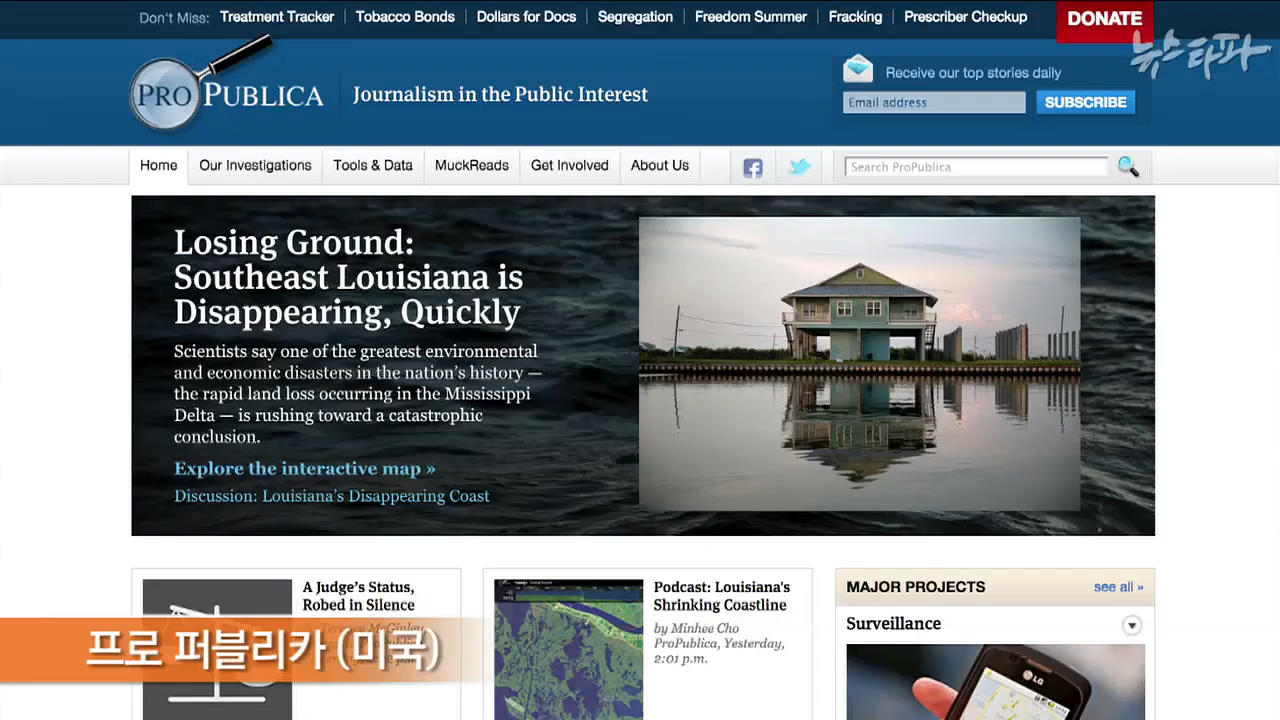 Don't Miss: Treatment Tracker Tobacco Bonds Dollars for Docs Segregation Freedom Summer Fracking Prescriber Checkup DONATE
뉴스타파
PRO PUBLICA Journalism in the Public Interest
Receive our top stories daily
Email address SUBSCRIBE
Home Our Investigations Tools & Data MuckReads Get Involved About Us Search ProPublica
Losing Ground:
Southeast Louisiana is
Disappearing, Quickly
Scientists say one of the greatest environmental
and economic disasters in the nation's history —
the rapid land loss occurring in the Mississippi
Delta — is rushing toward a catastrophic
conclusion.
Explore the interactive map »
Discussion: Louisiana's Disappearing Coast
A Judge's Status,
Robed in Silence
Podcast: Louisiana's
Shrinking Coastline
by Minhee Cho
ProPublica, Yesterday,
2:01 p.m.
MAJOR PROJECTS see all »
Surveillance
LG
프로 퍼블리카 (미국)